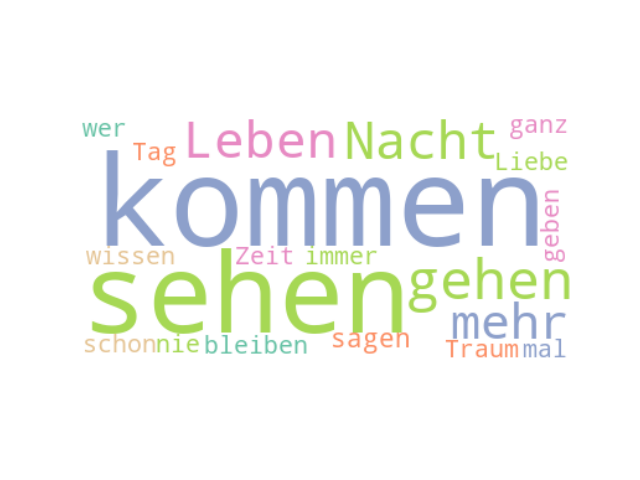 wer
Leben
Nacht
ganz
Tag
Liebe
kommen
geben
wissen
Zeit
immer
sehen
gehen
mehr
schon
nie
bleiben
sagen
Traum
mal